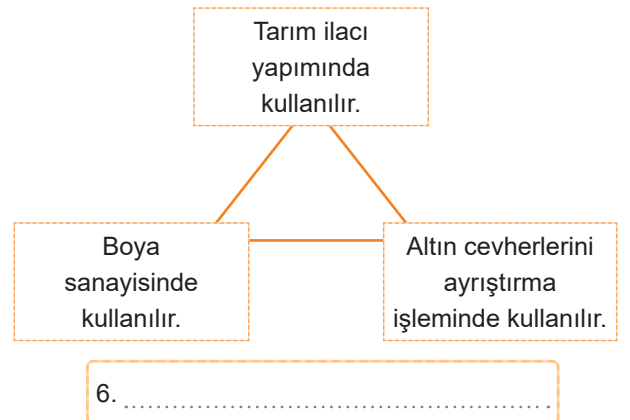 Tarım ilacı
yapımında
kullanılır.
Boya
sanayisinde
kullanılır.
Altın cevherlerini
ayrıştırma
işleminde kullanılır.
6. ........................................................................